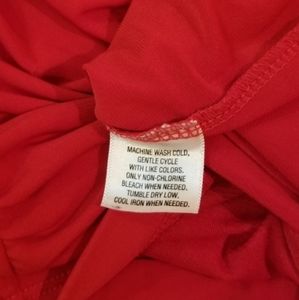 MACHINE WASH COLD,
GENTLE CYCLE
WITH LIKE COLORS.
ONLY NON-CHLORINE
BLEACH WHEN NEEDED.
TUMBLE DRY LOW,
COOL IRON WHEN NEEDED.